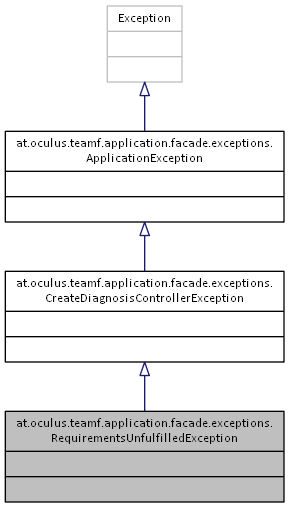 Exception
at.oculus.teamf.application.facade.exceptions.
ApplicationException
at.oculus.teamf.application.facade.exceptions.
CreateDiagnosisControllerException
at.oculus.teamf.application.facade.exceptions.
RequirementsUnfulfilledException